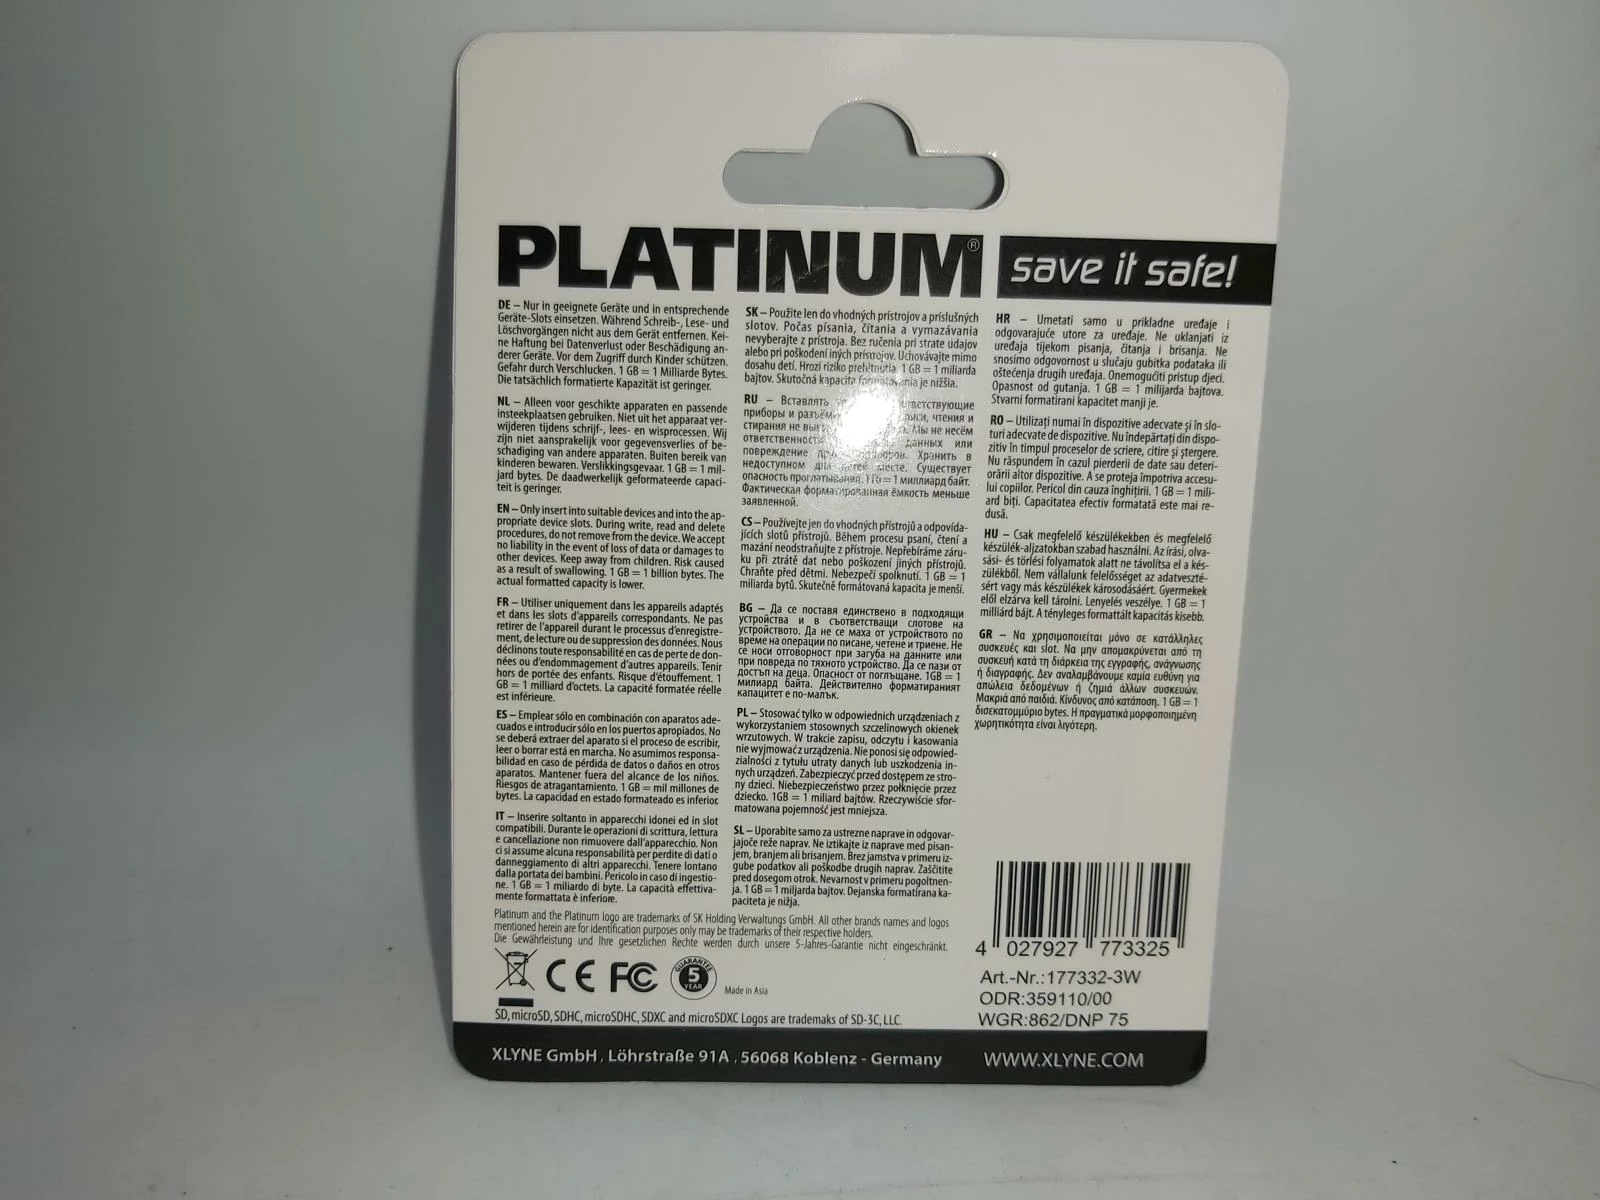 PLATINUM®
save it safe!
DE – Nur in geeignete Geräte und in entsprechende
Geräte-Slots einsetzen. Während Schreib-, Lese- und
Löschvorgängen nicht aus dem Gerät entfernen. Kei-
ne Haftung bei Datenverlust oder Beschädigung an-
derer Geräte. Vor dem Zugriff durch Kinder schützen.
Gefahr durch Verschlucken. 1 GB = 1 Milliarde Bytes.
Die tatsächlich formatierte Kapazität ist geringer.
NL – Alleen voor geschikte apparaten en passende
insteekplaatsen gebruiken. Niet uit het apparaat ver-
wijderen tijdens schrijf-, lees- en wisprocessen. Wij
zijn niet aansprakelijk voor gegevensverlies of be-
schadiging van andere apparaten. Buiten bereik van
kinderen bewaren. Verslikkingsgevaar. 1 GB = 1 mil-
jard bytes. De daadwerkelijk geformateerde capaci-
teit is geringer.
EN – Only insert into suitable devices and into the ap-
propriate device slots. During write, read and delete
procedures, do not remove from the device. We accept
no liability in the event of loss of data or damages to
other devices. Keep away from children. Risk caused
as a result of swallowing. 1 GB = 1 billion bytes. The
actual formatted capacity is lower.
FR – Utiliser uniquement dans les appareils adaptés
et dans les slots d'appareils correspondants. Ne pas
retirer de l'appareil durant le processus d'enregistre-
ment, de lecture ou de suppression des données. Nous
déclinons toute responsabilité en cas de perte de don-
nées ou d'endommagement d'autres appareils. Tenir
hors de portée des enfants. Risque d'étouffement. 1
GB = 1 milliard d'octets. La capacité formatée réelle
est inférieure.
ES – Emplear sólo en combinación con aparatos ade-
cuados e introducir sólo en los puertos apropiados. No
se deberá extraer del aparato si el proceso de escribir,
leer o borrar está en marcha. No asumimos responsa-
bilidad en caso de pérdida de datos o daños en otros
aparatos. Mantener fuera del alcance de los niños.
Riesgos de atragantamiento. 1 GB = mil millones de
bytes. La capacidad en estado formateado es inferior.
IT – Inserire soltanto in apparecchi idonei ed in slot
compatibili. Durante le operazioni di scrittura, lettura
e cancellazione non rimuovere dall'apparecchio. Non
ci si assume alcuna responsabilità per perdite di dati o
danneggiamento di altri apparecchi. Tenere lontano
dalla portata dei bambini. Pericolo in caso di ingestio-
ne. 1 GB = 1 miliardo di byte. La capacità effettiva-
mente formattata è inferiore.
SK – Použite len do vhodných prístrojov a príslušných
slotov. Počas písania, čítania a vymazávania
nevyberajte z prístroja. Bez ručenia pri strate údajov
alebo pri poškodení iných prístrojov. Uchovávajte mimo
dosahu detí. Hrozí riziko prehltnutia. 1 GB = 1 miliarda
bajtov. Skutočná kapacita formátovania je nižšia.
RU – Вставлять
приборы и чтения и
стирания не Мы не несём
ответственност данных или
повреждение Хранить в
недоступном для детей месте. Существует
опасность проглатывания. 1 Гб = 1 миллиард байт.
Фактическая форматированная ёмкость меньше
заявленной.
CS – Používejte jen do vhodných přístrojů a odpovída-
jících slotů přístrojů. Během procesu psaní, čtení a
mazání neodstraňujte z přístroje. Nepřebíráme záru-
ku při ztrátě dat nebo poškození jiných přístrojů.
Chraňte před dětmi. Nebezpečí spolknutí. 1 GB = 1
miliarda bytů. Skutečně formátovaná kapacita je menší.
BG – Да се поставя единствено в подходящи
устройства и в съответстващи слотове на
устройството. Да не се маха от устройството по
време на операции по писане, четене и триене. Не
се носи отговорност при загуба на данните или
при повреда по тяхното устройство. Да се пази от
достъп на деца. Опасност от поглъщане. 1GB = 1
милиард байта. Действително форматираният
капацитет е по-малък.
PL – Stosować tylko w odpowiednich urządzeniach z
wykorzystaniem stosownych szczelinowych okienek
wrzutowych. W trakcie zapisu, odczytu i kasowania
nie wyjmować z urządzenia. Nie ponosi się odpowied-
zialności z tytułu utraty danych lub uszkodzenia in-
nych urządzeń. Zabezpieczyć przed dostępem ze stro-
ny dzieci. Niebezpieczeństwo przez połknięcie przez
dziecko. 1GB = 1 miliard bajtów. Rzeczywiście sfor-
matowana pojemność jest mniejsza.
SL – Uporabite samo za ustrezne naprave in odgovar-
jajoče reže naprav. Ne iztikajte iz naprave med pisan-
jem, branjem ali brisanjem. Brez jamstva v primeru iz-
gube podatkov ali poškodbe drugih naprav. Zaščitite
pred dosegom otrok. Nevarnost v primeru pogoltnen-
ja. 1 GB = 1 miljarda bajtov. Dejanska formatirana ka-
paciteta je nižja.
HR – Umetati samo u prikladne uređaje i
odgovarajuće utore za uređaje. Ne uklanjati iz
uređaja tijekom pisanja, čitanja i brisanja. Ne
snosimo odgovornost u slučaju gubitka podataka ili
oštećenja drugih uređaja. Onemogućiti pristup djeci.
Opasnost od gutanja. 1 GB = 1 milijarda bajtova.
Stvarni formatirani kapacitet manji je.
RO – Utilizați numai în dispozitive adecvate și în slo-
turi adecvate de dispozitive. Nu îndepărtați din dispo-
zitiv în timpul proceselor de scriere, citire și ștergere.
Nu răspundem în cazul pierderii de date sau deteri-
orării altor dispozitive. A se proteja împotriva accesu-
lui copiilor. Pericol din cauza înghițirii. 1 GB = 1 mili-
ard biți. Capacitatea efectiv formatată este mai re-
dusă.
HU – Csak megfelelő készülékekben és megfelelő
készülék-aljzatokban szabad használni. Az írási, olva-
sási- és törlési folyamatok alatt ne távolítsa el a kés-
zülékből. Nem vállalunk felelősséget az adatveszté-
sért vagy más készülékek károsodásáért. Gyermekek
elől elzárva kell tárolni. Lenyelés veszélye. 1 GB = 1
milliárd bájt. A tényleges formattált kapacitás kisebb.
GR – Να χρησιμοποιείται μόνο σε κατάλληλες
συσκευές και slot. Να μην απομακρύνεται από τη
συσκευή κατά τη διάρκεια της εγγραφής, ανάγνωσης
ή διαγραφής. Δεν αναλαμβάνουμε καμία ευθύνη για
απώλεια δεδομένων ή ζημιά άλλων συσκευών.
Μακριά από παιδιά. Κίνδυνος από κατάποση. 1 GB = 1
δισεκατομμύριο bytes. Η πραγματικά μορφοποιημένη
χωρητικότητα είναι λιγότερη.
Platinum and the Platinum logo are trademarks of SK Holding Verwaltungs GmbH. All other brands names and logos
mentioned herein are for identification purposes only may be trademarks of their respective holders.
Die Gewährleistung und Ihre gesetzlichen Rechte werden durch unsere 5-Jahres-Garantie nicht eingeschränkt.
CE FC GUARANTEE 5 YEAR Made in Asia
SD, microSD, SDHC, microSDHC, SDXC and microSDXC Logos are trademaks of SD-3C, LLC.
4 027927 773325
Art.-Nr.:177332-3W
ODR:359110/00
WGR:862/DNP 75
XLYNE GmbH , Löhrstraße 91A , 56068 Koblenz - Germany
WWW.XLYNE.COM